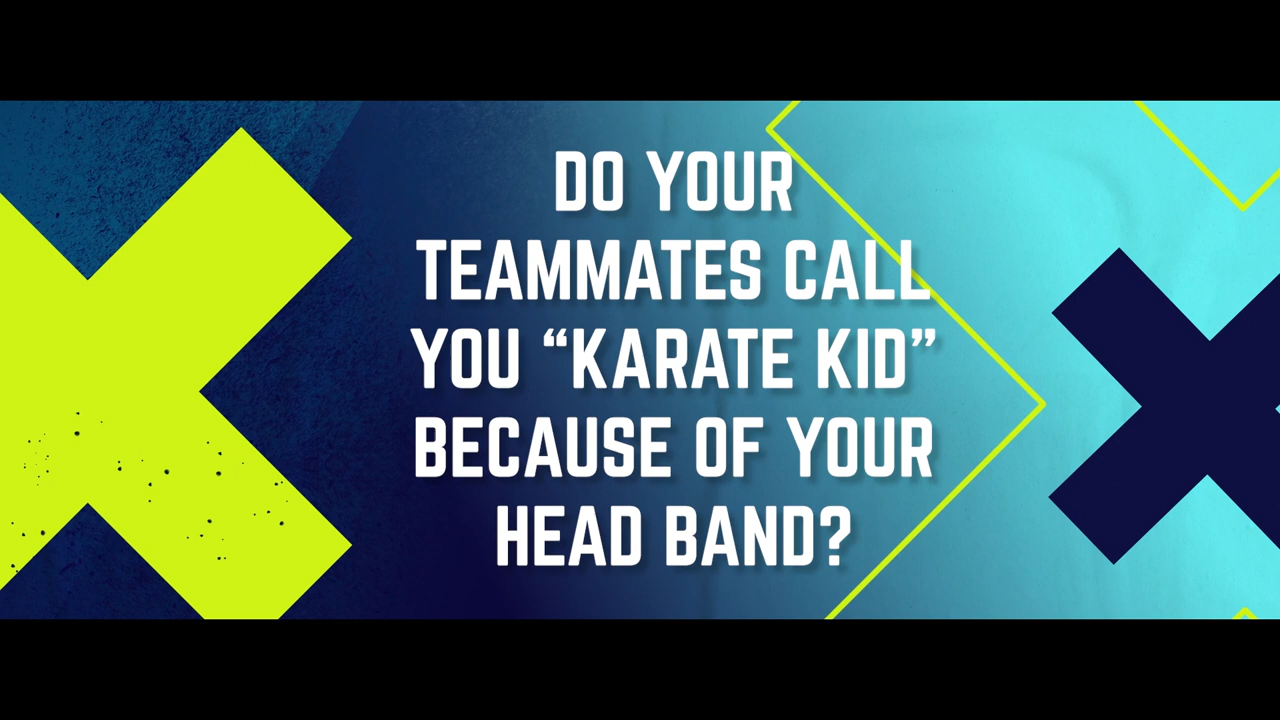 DO YOUR
TEAMMATES CALL
YOU “KARATE KID”
BECAUSE OF YOUR
HEAD BAND?